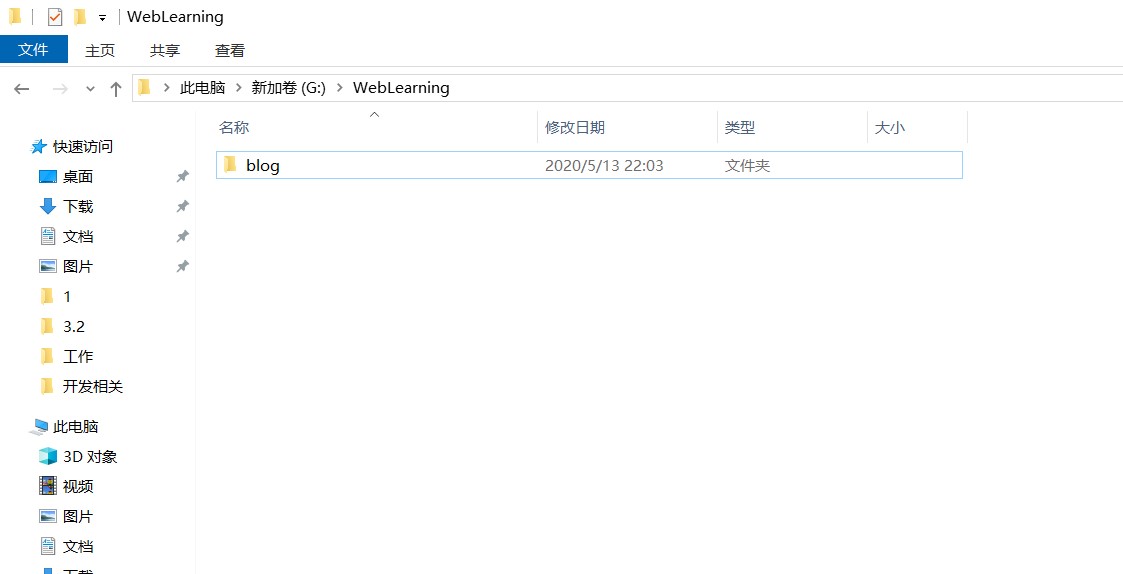 WebLearning
文件 主页 共享 查看
此电脑 新加卷 (G:) WebLearning
名称 修改日期 类型 大小
blog 2020/5/13 22:03 文件夹
快速访问
桌面
下载
文档
图片
1
3.2
工作
开发相关
此电脑
3D 对象
视频
图片
文档